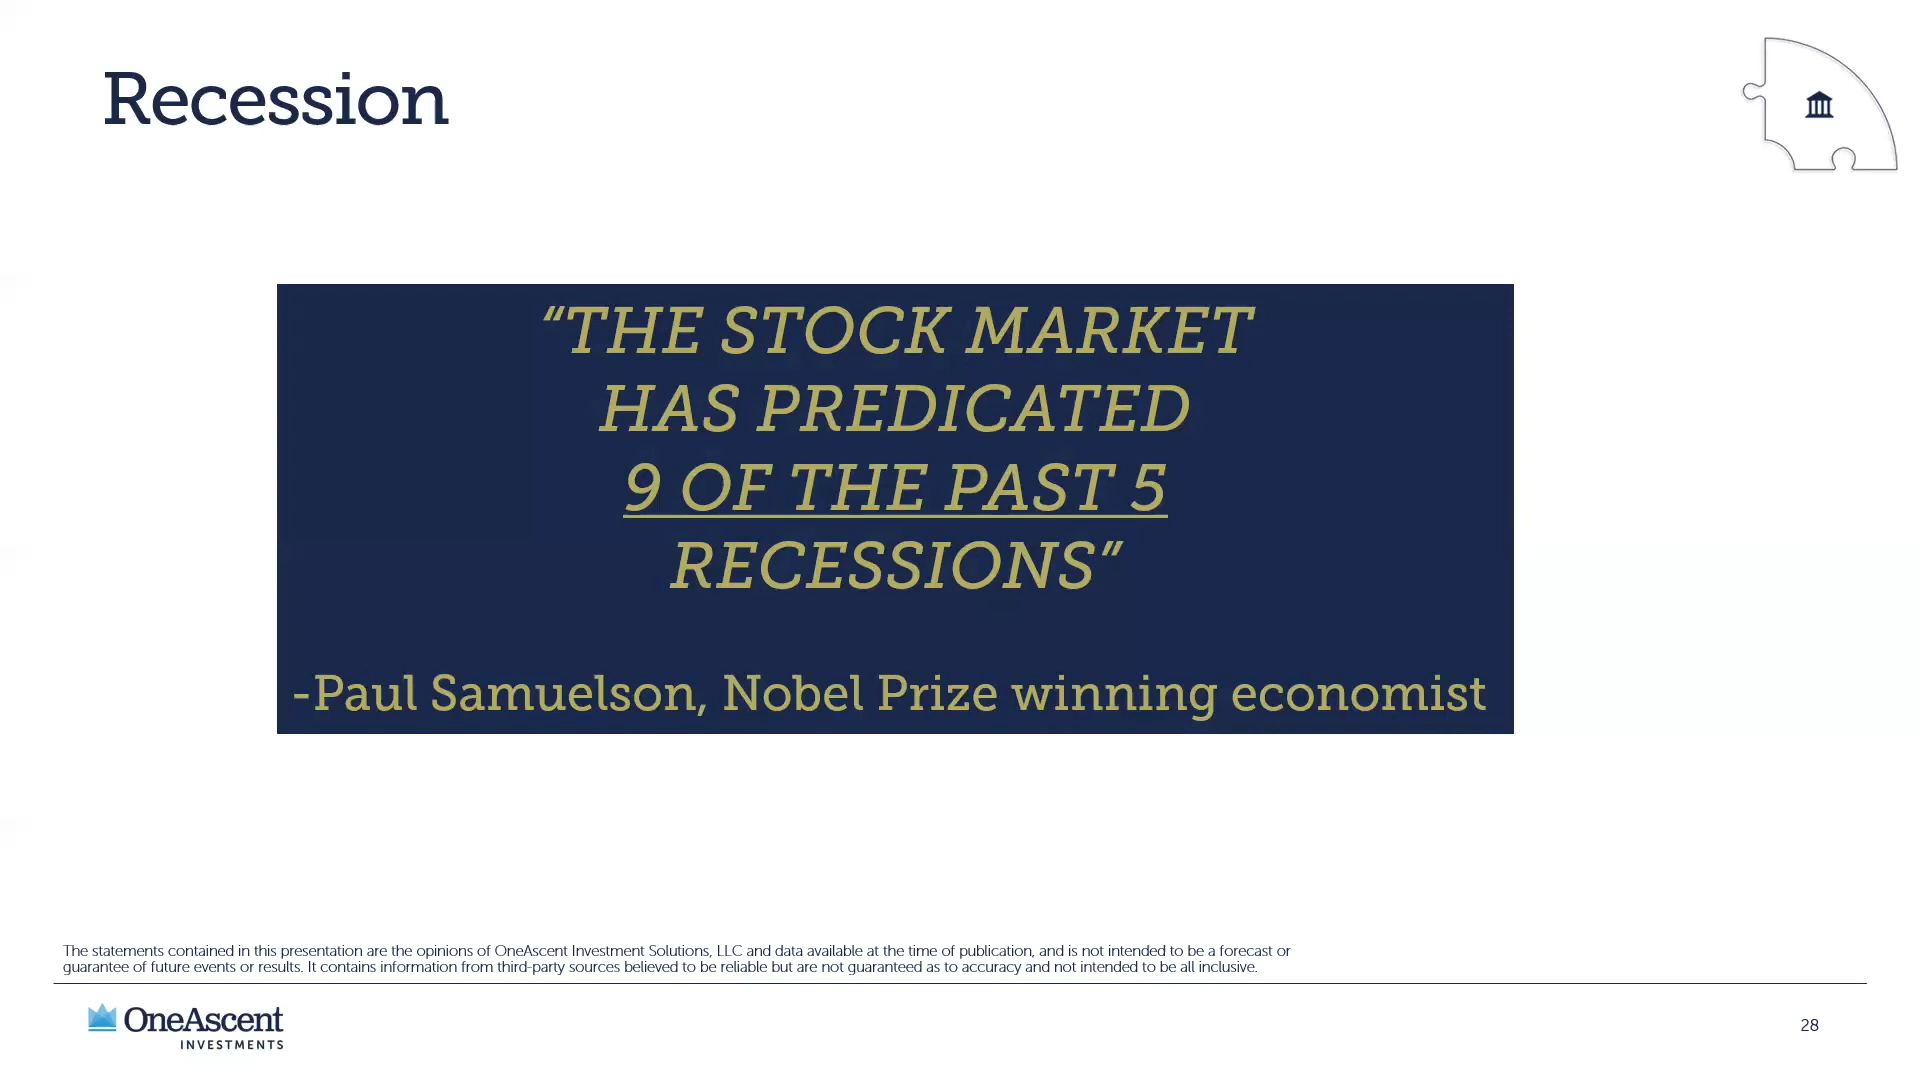 Recession
“THE STOCK MARKET
HAS PREDICATED
9 OF THE PAST 5
RECESSIONS”
-Paul Samuelson, Nobel Prize winning economist
The statements contained in this presentation are the opinions of OneAscent Investment Solutions, LLC and data available at the time of publication, and is not intended to be a forecast or
guarantee of future events or results. It contains information from third-party sources believed to be reliable but are not guaranteed as to accuracy and not intended to be all inclusive.
OneAscent
INVESTMENTS
28